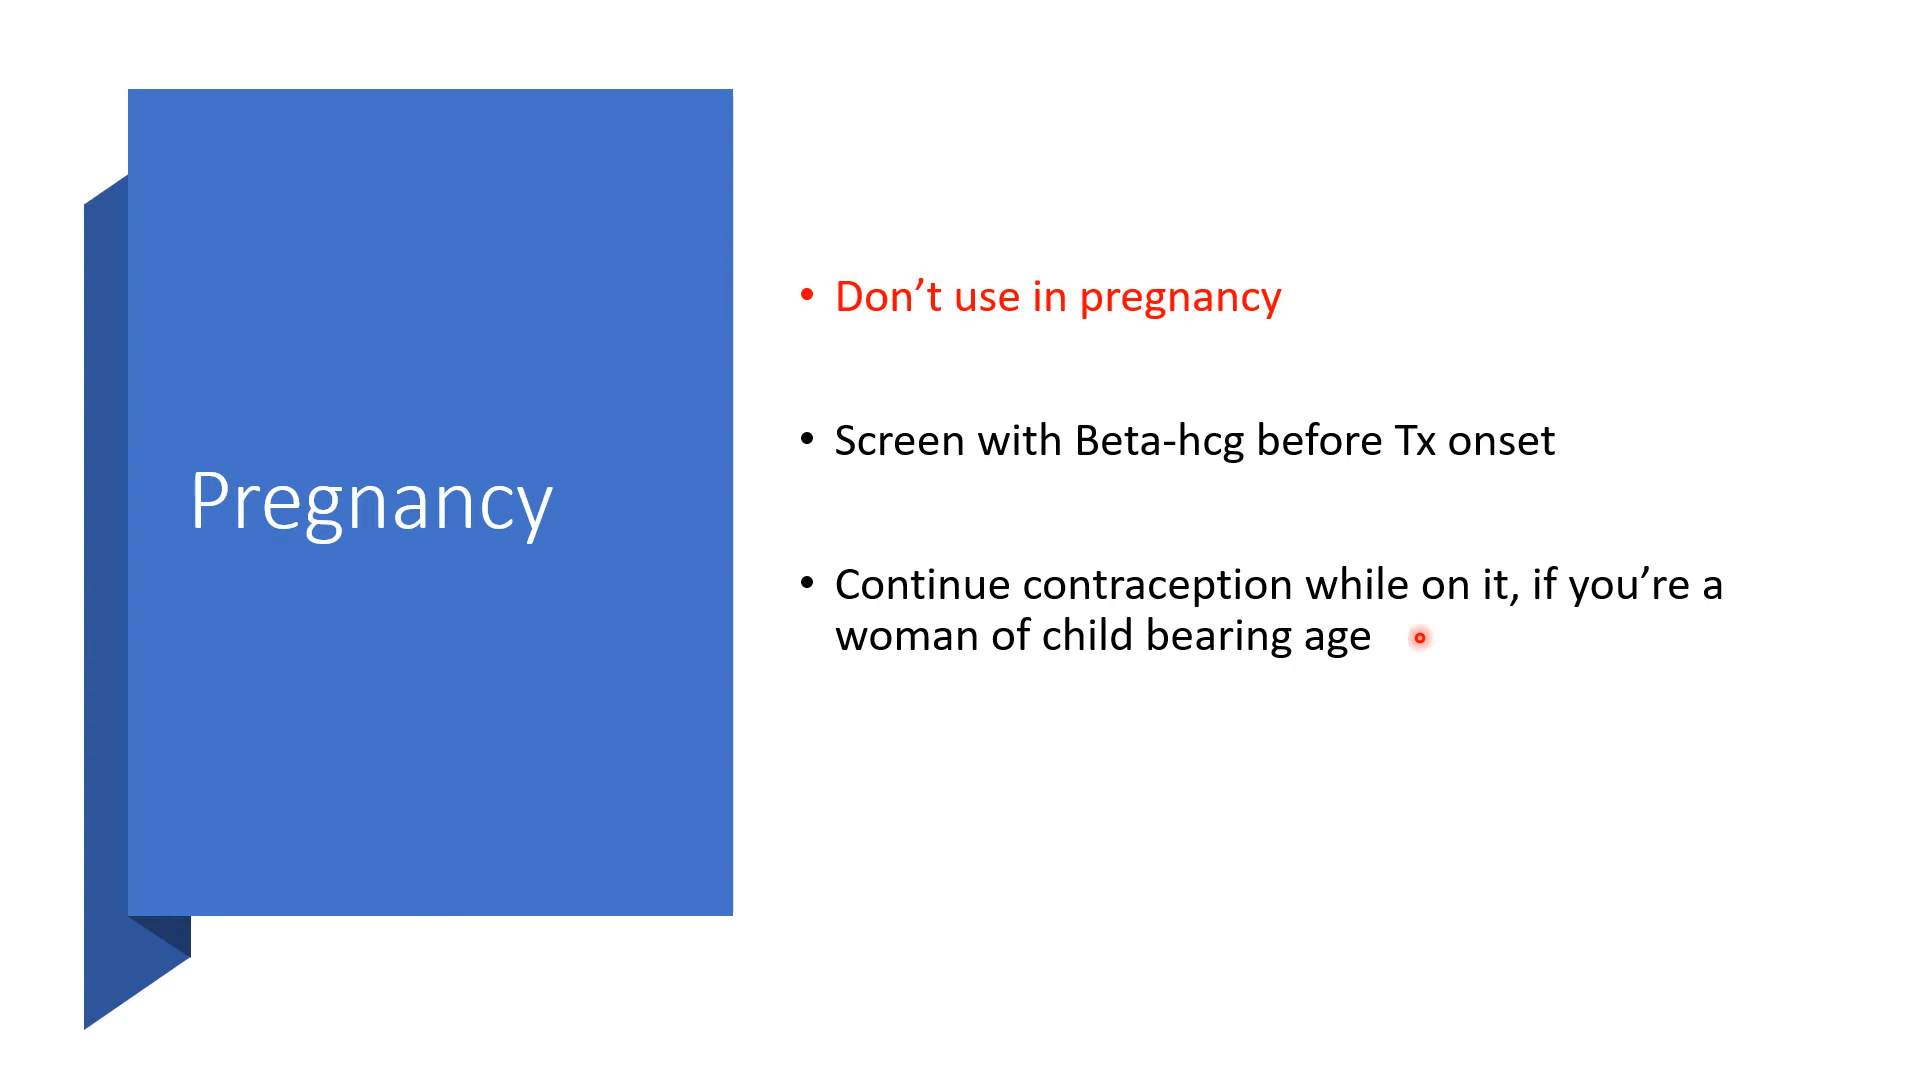 Pregnancy
• Don’t use in pregnancy
• Screen with Beta-hcg before Tx onset
• Continue contraception while on it, if you’re a
woman of child bearing age